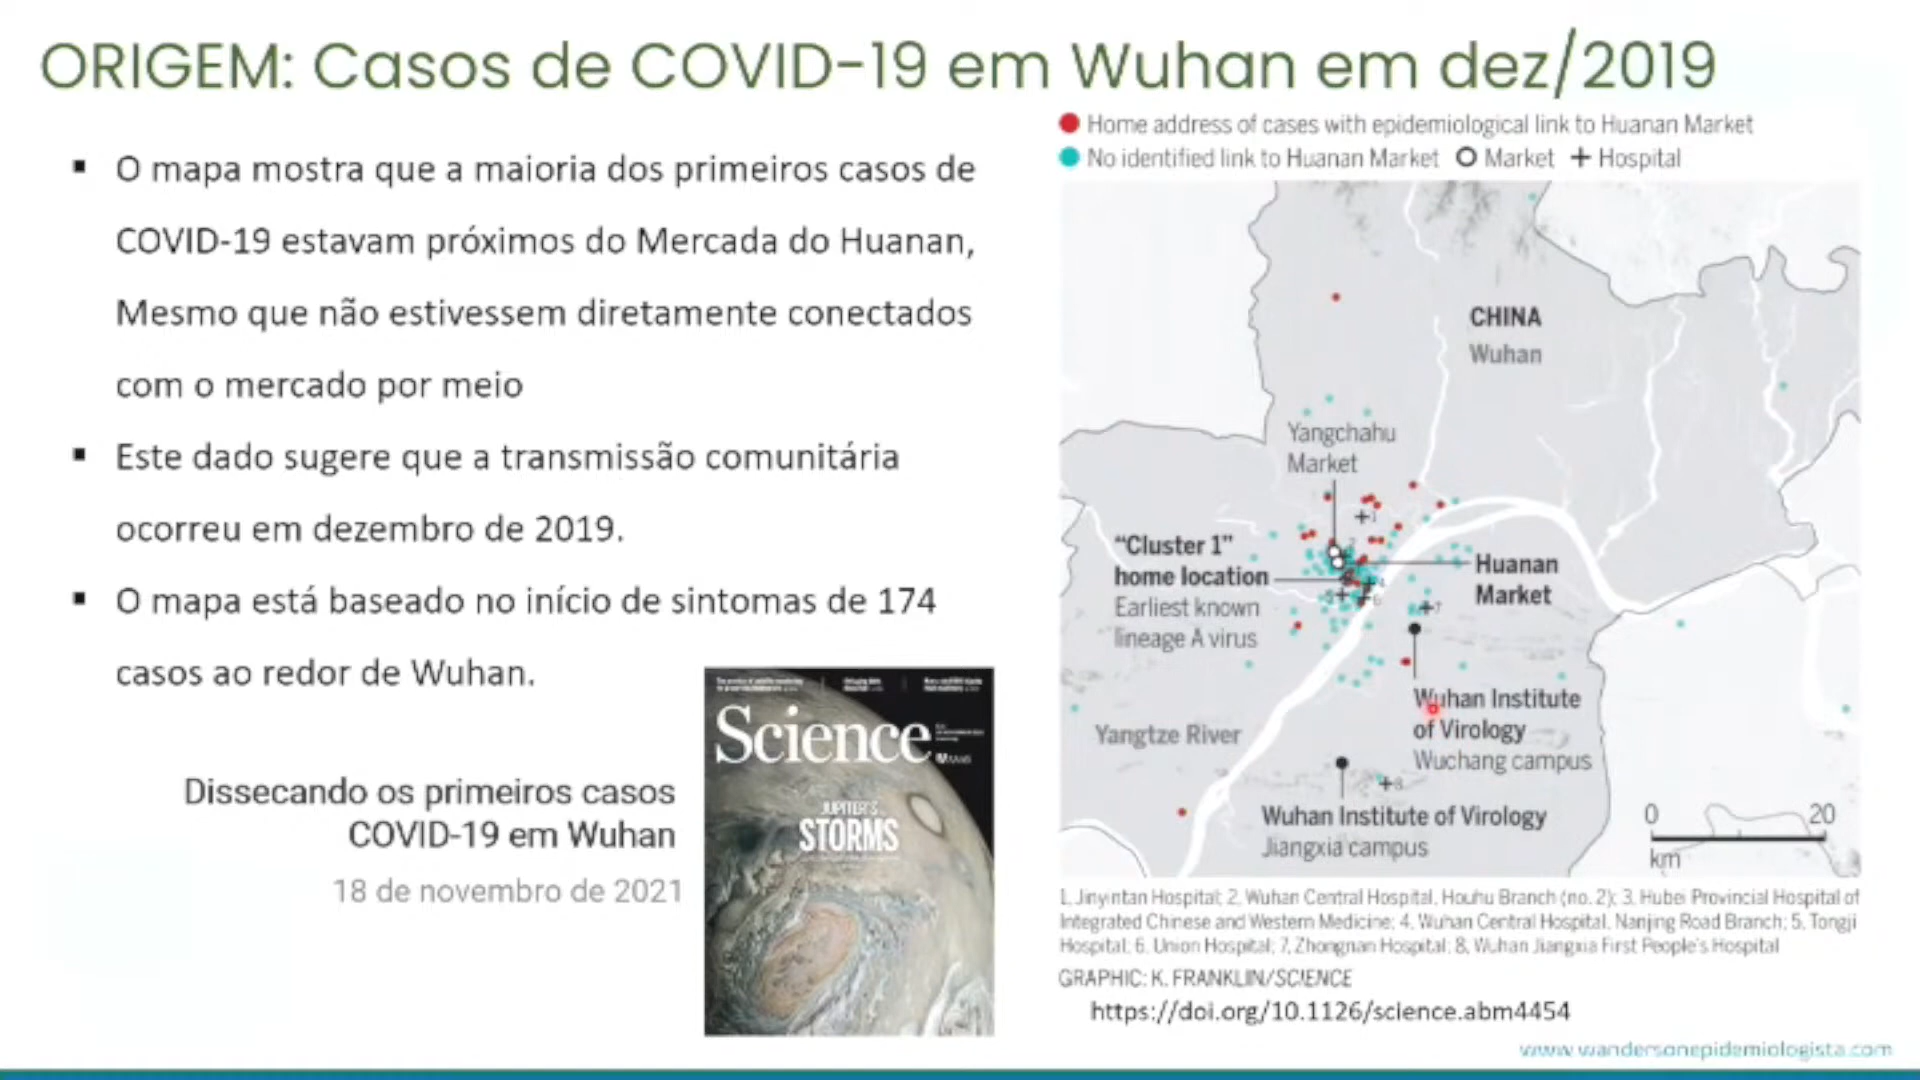 ORIGEM: Casos de COVID-19 em Wuhan em dez/2019
▪ O mapa mostra que a maioria dos primeiros casos de
COVID-19 estavam próximos do Mercada do Huanan,
Mesmo que não estivessem diretamente conectados
com o mercado por meio
▪ Este dado sugere que a transmissão comunitária
ocorreu em dezembro de 2019.
▪ O mapa está baseado no início de sintomas de 174
casos ao redor de Wuhan.
Dissecando os primeiros casos
COVID-19 em Wuhan
18 de novembro de 2021
Science
JUPITER'S
STORMS
Home address of cases with epidemiological link to Huanan Market
No identified link to Huanan Market Market Hospital
CHINA
Wuhan
Yangchahu
Market
"Cluster 1"
home location
Earliest known
lineage A virus
Huanan
Market
Wuhan Institute
of Virology
Wuchang campus
Yangtze River
Wuhan Institute of Virology
Jiangxia campus
0 20
km
1, Jinyintan Hospital; 2, Wuhan Central Hospital, Houhu Branch (no. 2); 3, Hubei Provincial Hospital of
Integrated Chinese and Western Medicine; 4, Wuhan Central Hospital, Nanjing Road Branch; 5, Tongji
Hospital; 6, Union Hospital; 7, Zhongnan Hospital; 8, Wuhan Jiangxia First People's Hospital
GRAPHIC: K. FRANKLIN/SCIENCE
https://doi.org/10.1126/science.abm4454
www.wandersonepidemiologista.com